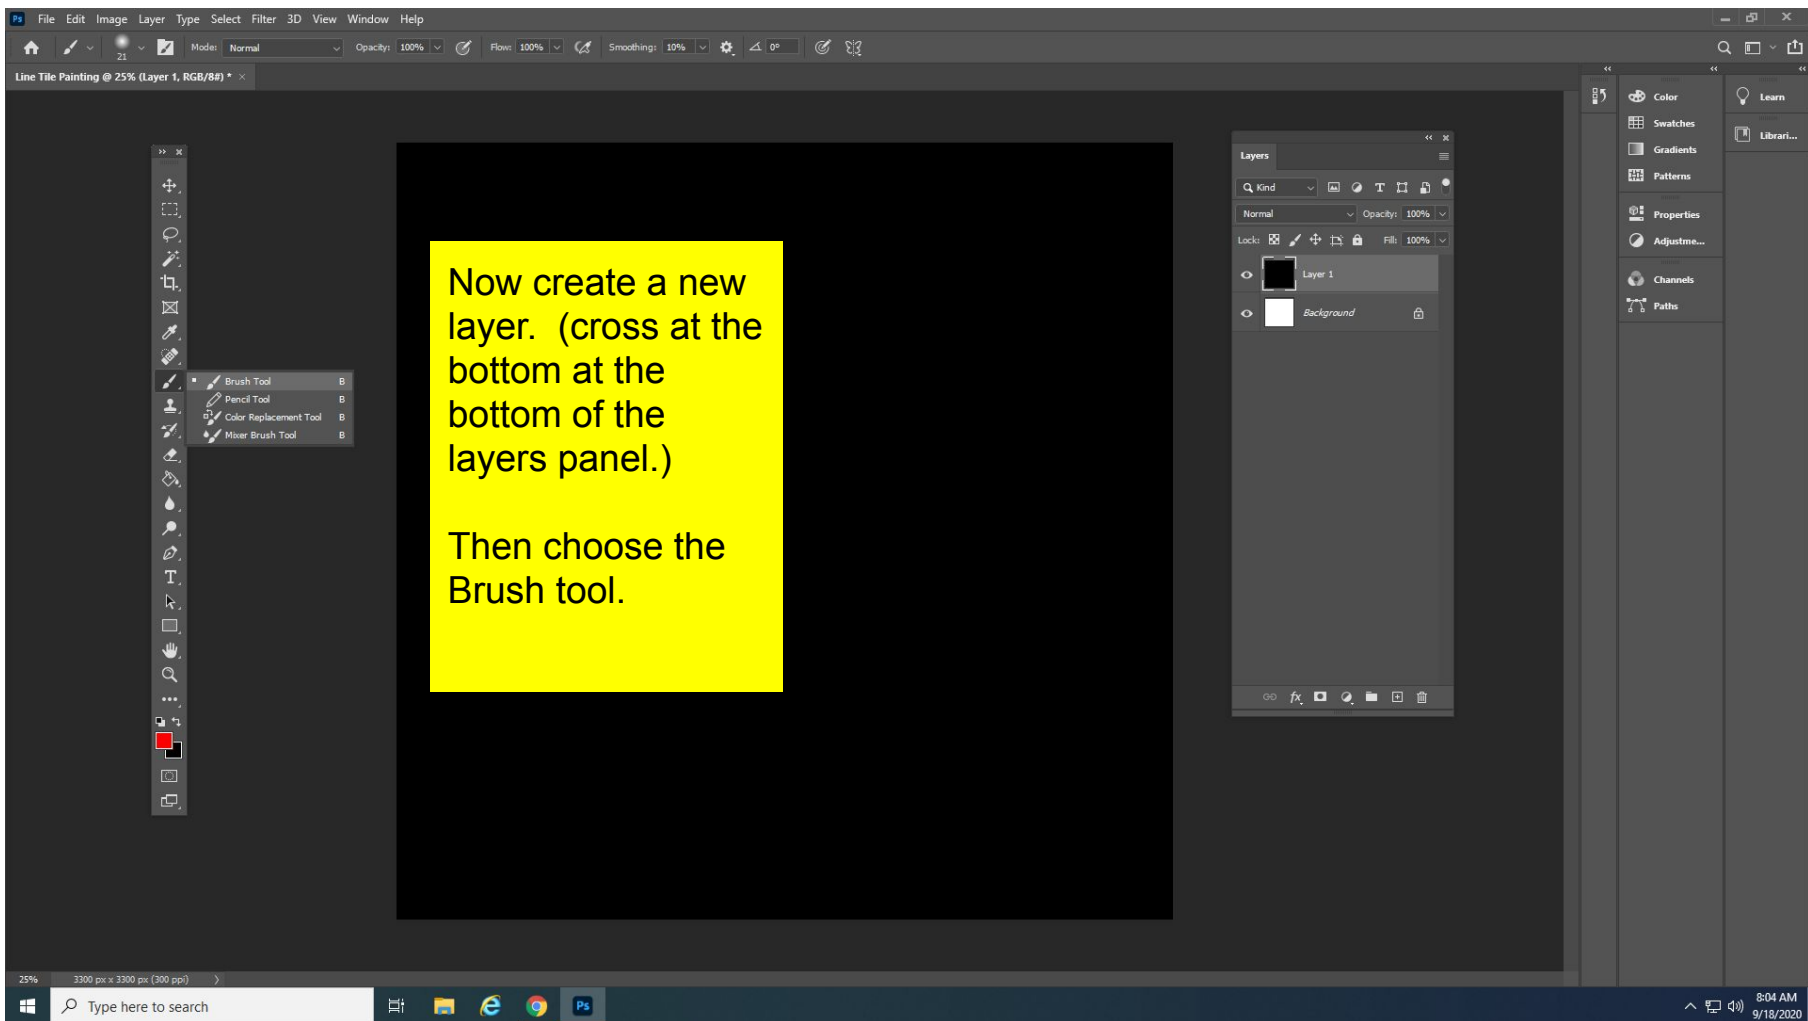 Ps File Edit Image Layer Type Select Filter 3D View Window Help
21 Mode: Normal Opacity: 100% Flow: 100% Smoothing: 10% 0°
Line Tile Painting @ 25% (Layer 1, RGB/8#) * ×
Color
Learn
Swatches
Librari...
Gradients
Patterns
Properties
Adjustme...
Channels
Paths
Layers
Kind
Normal Opacity: 100%
Lock: Fill: 100%
Layer 1
Background
Brush Tool B
Pencil Tool B
Color Replacement Tool B
Mixer Brush Tool B
T
Now create a new
layer. (cross at the
bottom at the
bottom of the
layers panel.)
Then choose the
Brush tool.
fx
25% 3300 px x 3300 px (300 ppi)
Type here to search
Ps
8:04 AM
9/18/2020